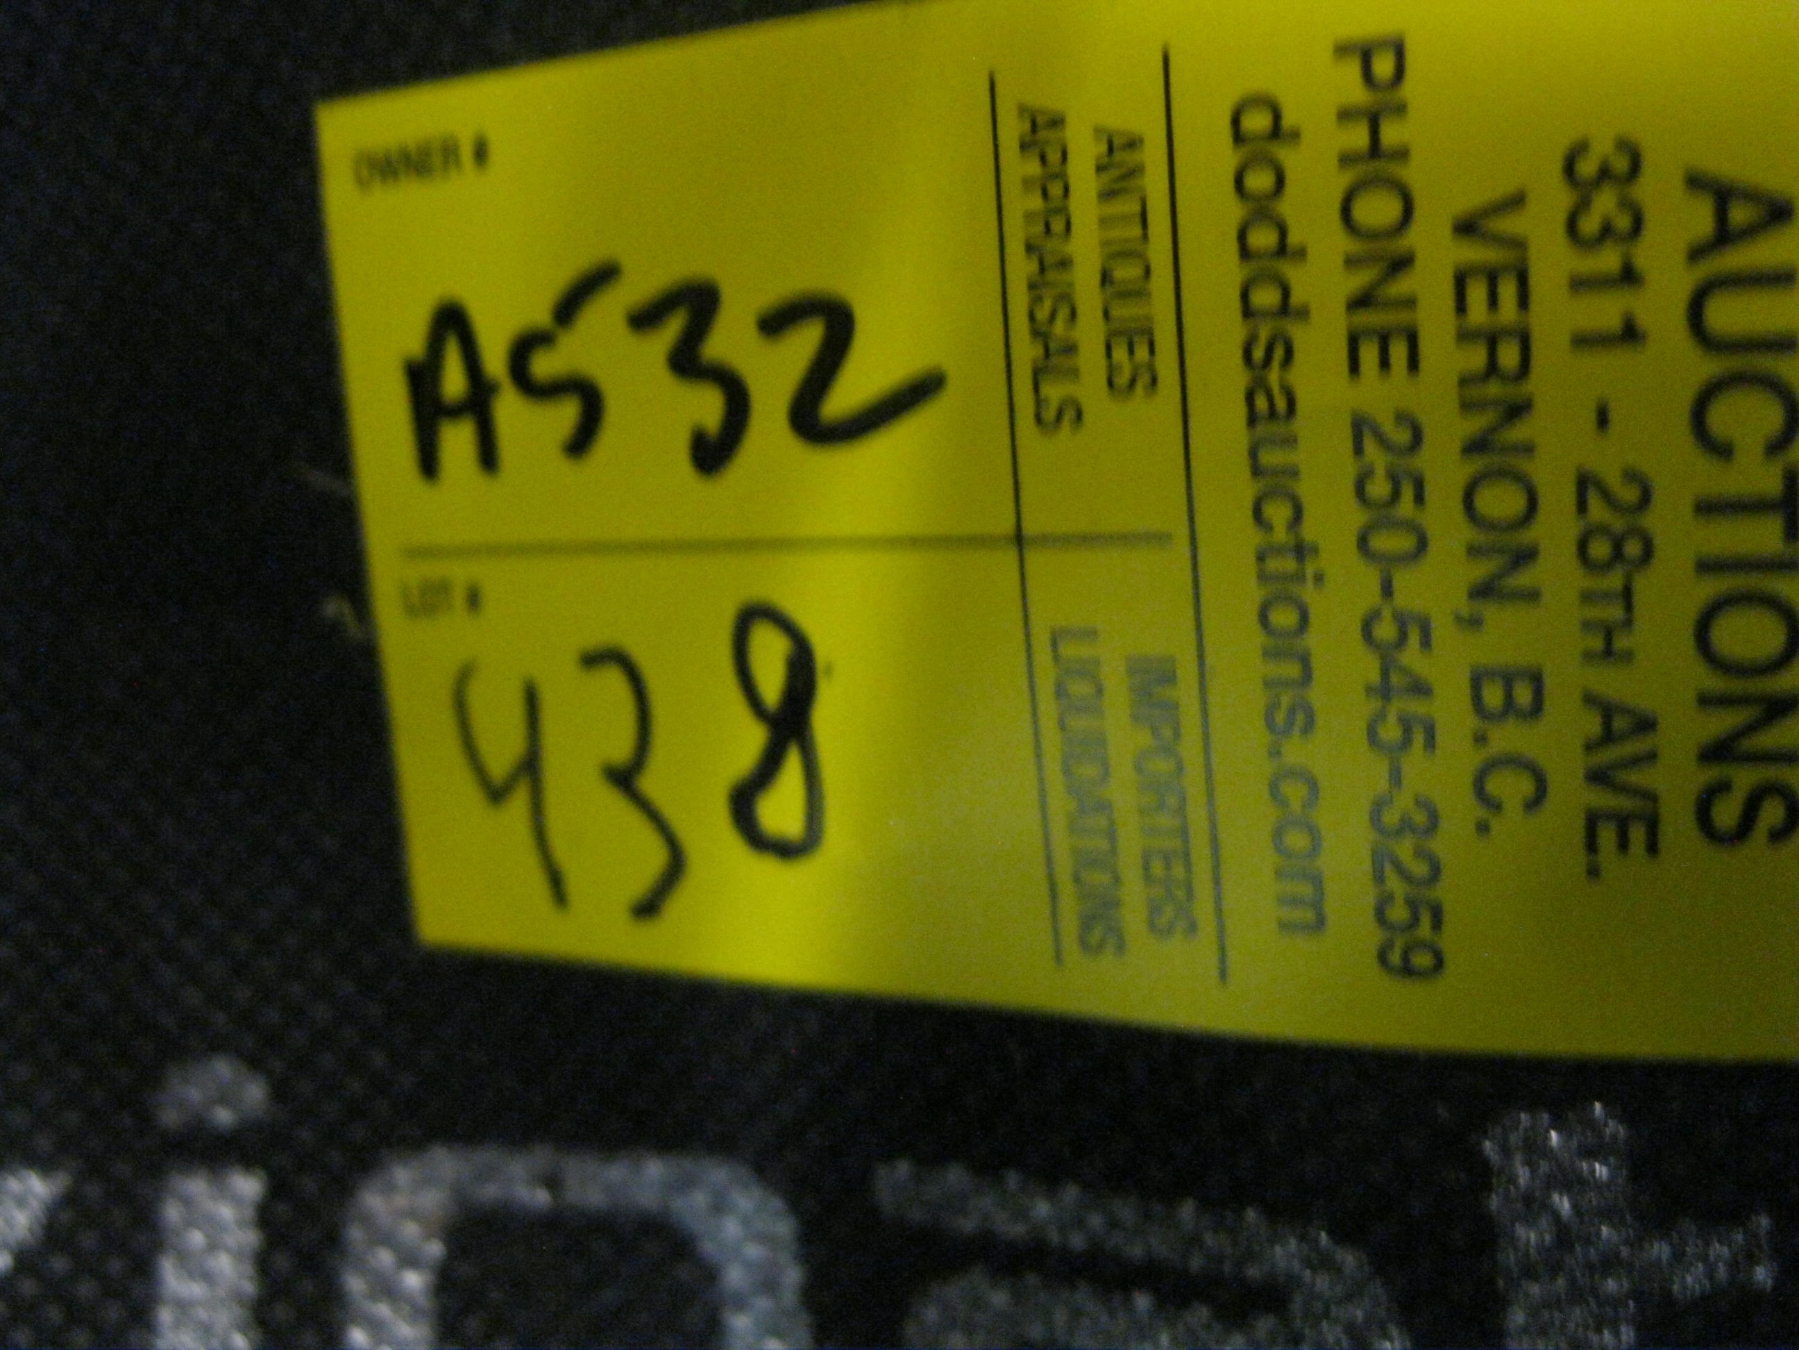 AUCTIONS
3311 - 28TH AVE.
VERNON, B.C.
PHONE 250-545-3259
doddsauctions.com
ANTIQUES
APPRAISALS
IMPORTERS
LIQUIDATIONS
OWNER #
A532
LOT #
438